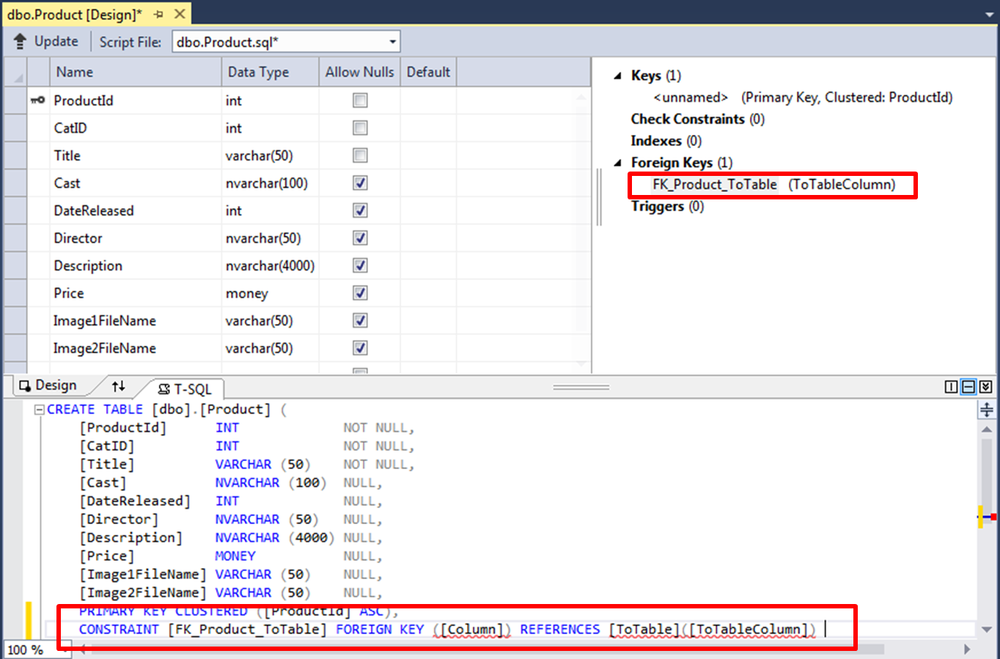 dbo.Product [Design]*
Update Script File: dbo.Product.sql*
Name Data Type Allow Nulls Default
ProductId int
CatID int
Title varchar(50)
Cast nvarchar(100)
DateReleased int
Director nvarchar(50)
Description nvarchar(4000)
Price money
Image1FileName varchar(50)
Image2FileName varchar(50)
Keys (1)
<unnamed> (Primary Key, Clustered: ProductId)
Check Constraints (0)
Indexes (0)
Foreign Keys (1)
FK_Product_ToTable (ToTableColumn)
Triggers (0)
Design T-SQL
CREATE TABLE [dbo].[Product] (
[ProductId] INT NOT NULL,
[CatID] INT NOT NULL,
[Title] VARCHAR (50) NOT NULL,
[Cast] NVARCHAR (100) NULL,
[DateReleased] INT NULL,
[Director] NVARCHAR (50) NULL,
[Description] NVARCHAR (4000) NULL,
[Price] MONEY NULL,
[Image1FileName] VARCHAR (50) NULL,
[Image2FileName] VARCHAR (50) NULL,
PRIMARY KEY CLUSTERED ([ProductId] ASC),
CONSTRAINT [FK_Product_ToTable] FOREIGN KEY ([Column]) REFERENCES [ToTable]([ToTableColumn])
100 %